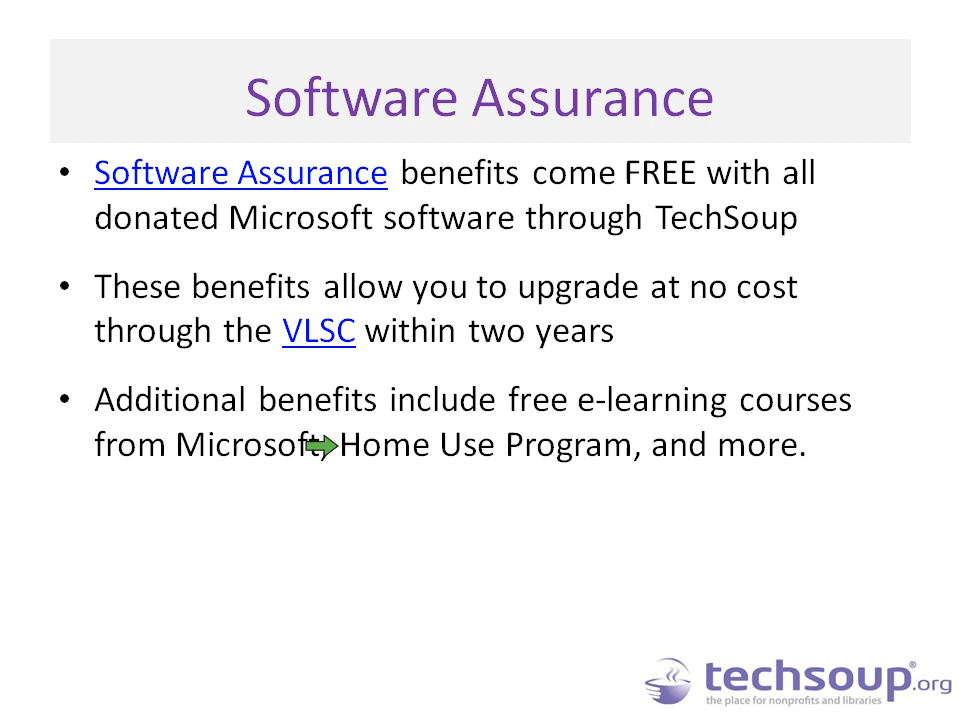 Software Assurance
• Software Assurance benefits come FREE with all
donated Microsoft software through TechSoup
• These benefits allow you to upgrade at no cost
through the VLSC within two years
• Additional benefits include free e-learning courses
from Microsoft, Home Use Program, and more.
techsoup®.org
the place for nonprofits and libraries